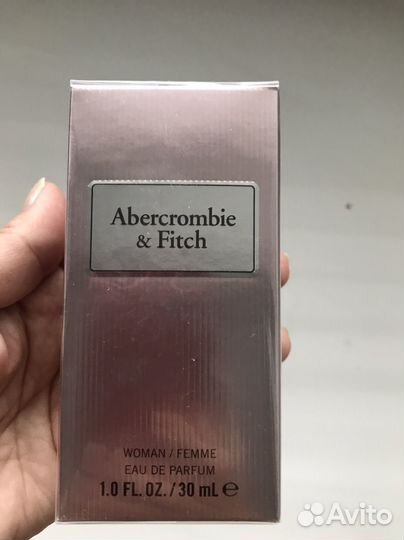 Abercrombie
& Fitch
WOMAN / FEMME
EAU DE PARFUM
1.0 FL. OZ. / 30 mL ℮
Avito